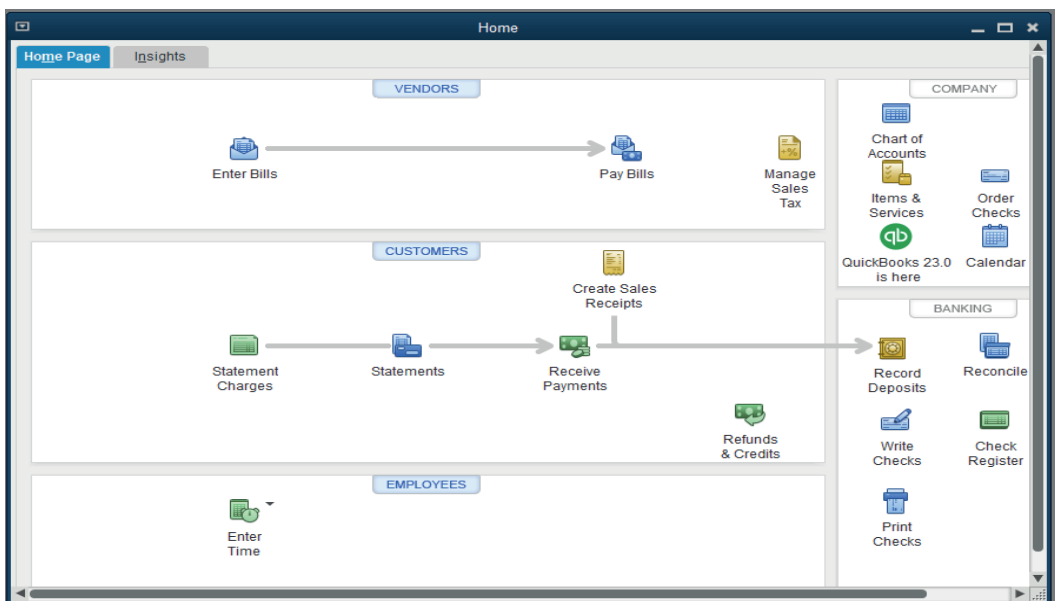 Home
Home Page
Insights
VENDORS
Enter Bills
Pay Bills
Manage
Sales
Tax
CUSTOMERS
Create Sales
Receipts
Statement
Charges
Statements
Receive
Payments
Refunds
& Credits
EMPLOYEES
Enter
Time
COMPANY
Chart of
Accounts
Items &
Services
Order
Checks
qb
QuickBooks 23.0
is here
Calendar
BANKING
Record
Deposits
Reconcile
Write
Checks
Check
Register
Print
Checks